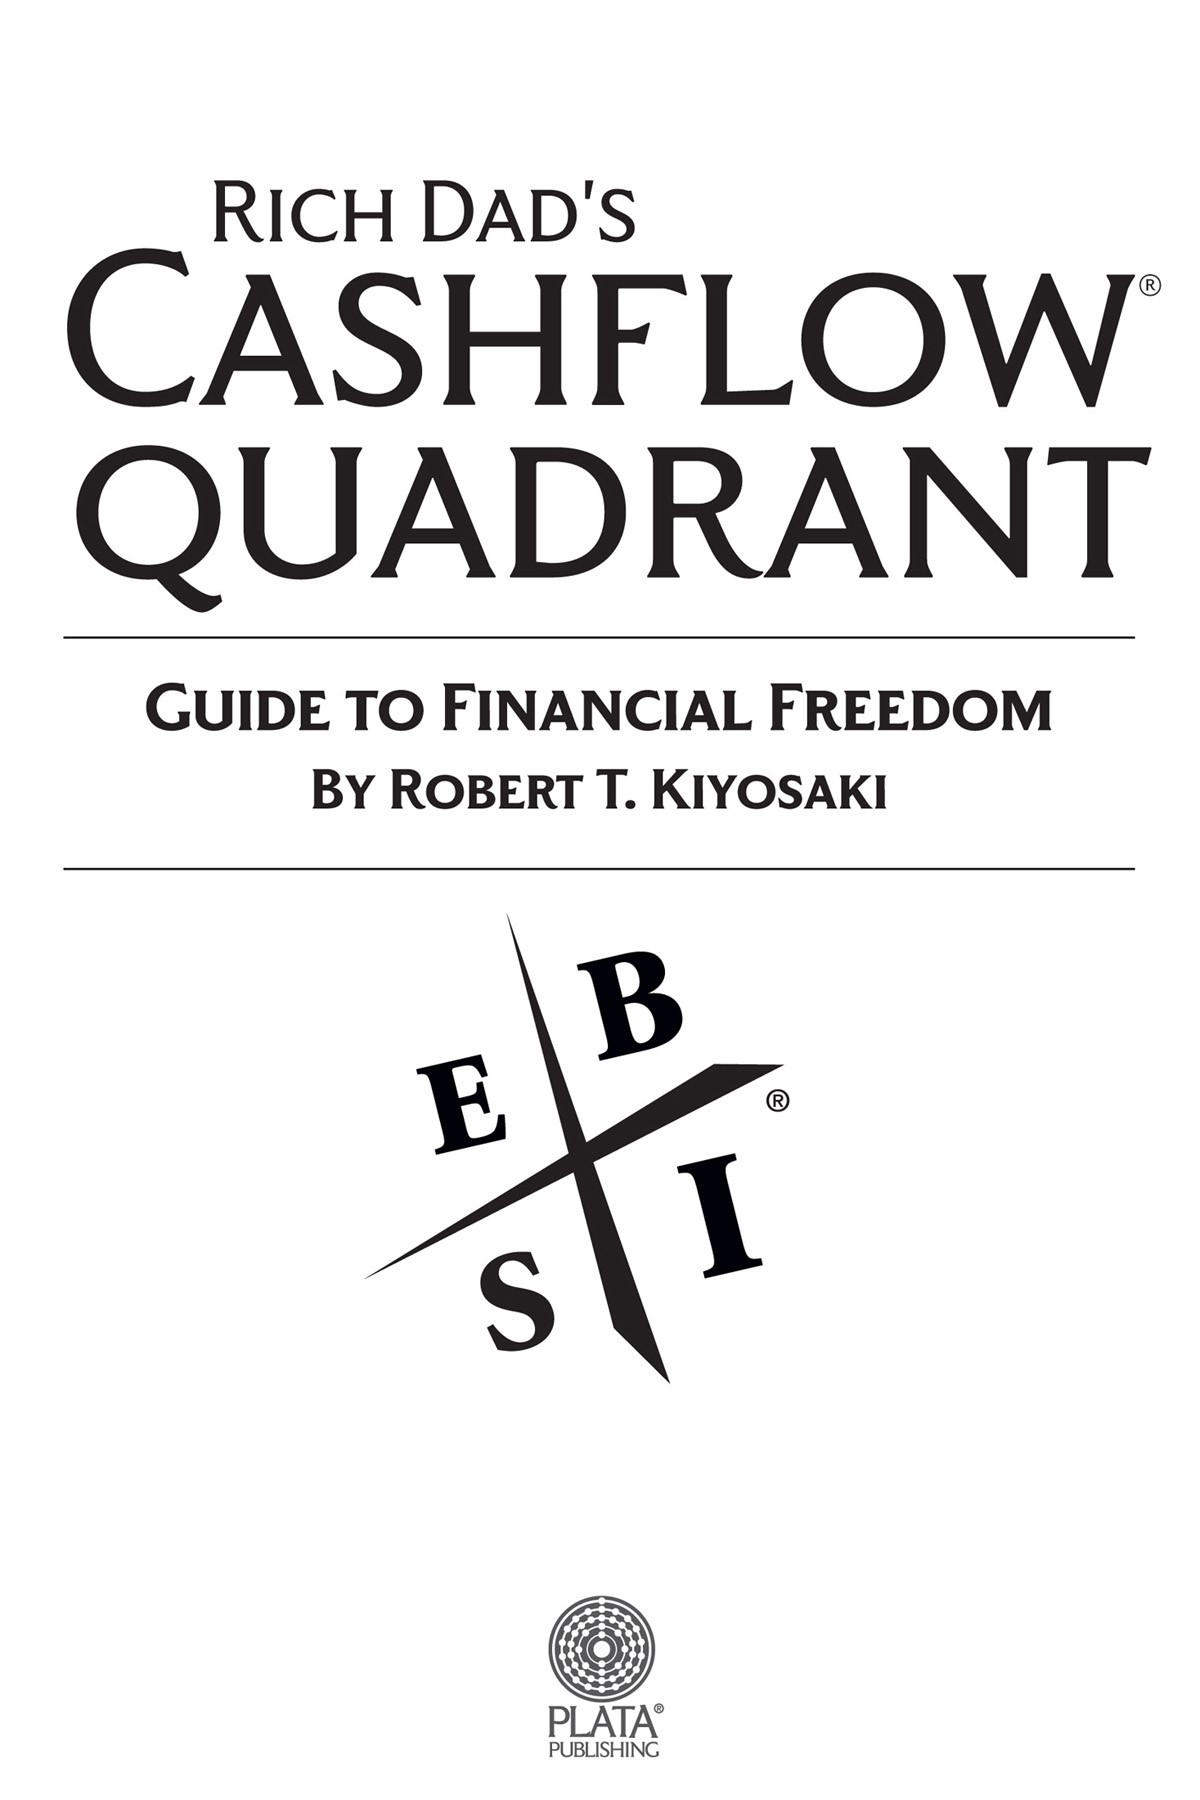 RICH DAD'S
CASHFLOW®
QUADRANT
GUIDE TO FINANCIAL FREEDOM
BY ROBERT T. KIYOSAKI
E B
S I ®
PLATA®
PUBLISHING